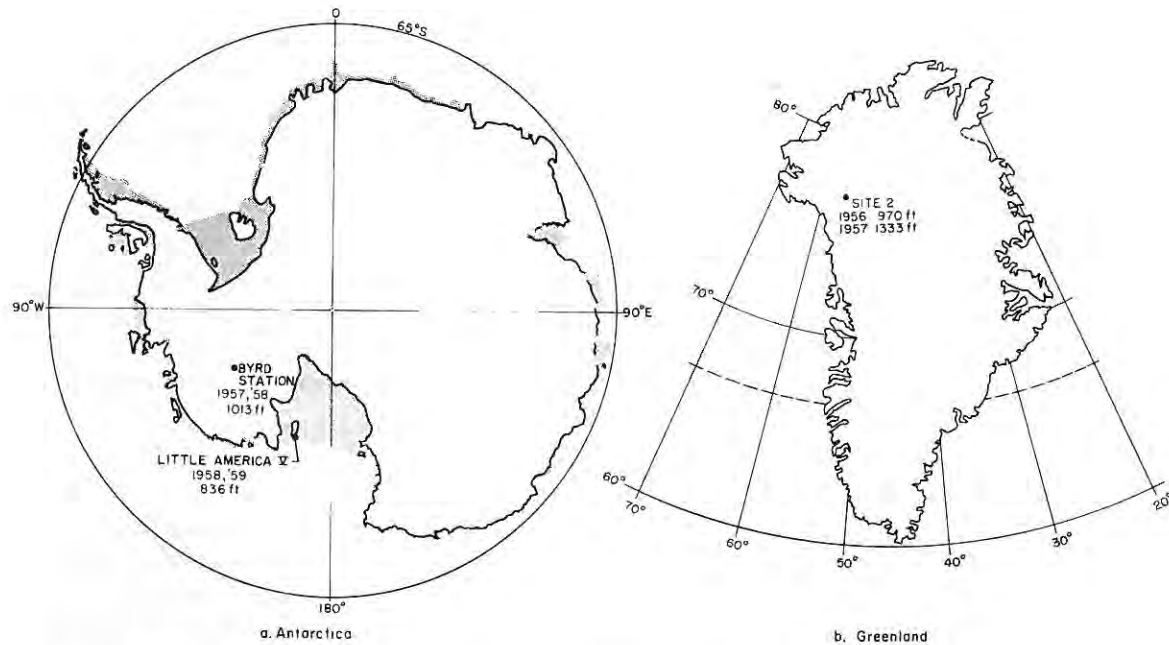 0
65°S
90°W
90°E
BYRD
STATION
1957,'58
1013 ft
LITTLE AMERICA V
1958,'59
836 ft
180°
a. Antarctica
80°
SITE 2
1956 970 ft
1957 1333 ft
70°
60°
70°
60°
50°
40°
30°
20°
b. Greenland